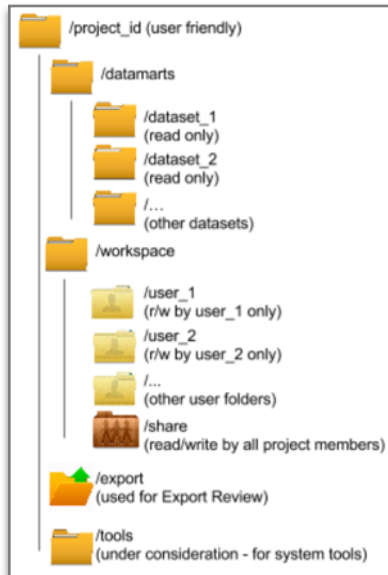 /project_id (user friendly)
/datamarts
/dataset_1
(read only)
/dataset_2
(read only)
/...
(other datasets)
/workspace
/user_1
(r/w by user_1 only)
/user_2
(r/w by user_2 only)
/...
(other user folders)
/share
(read/write by all project members)
/export
(used for Export Review)
/tools
(under consideration - for system tools)